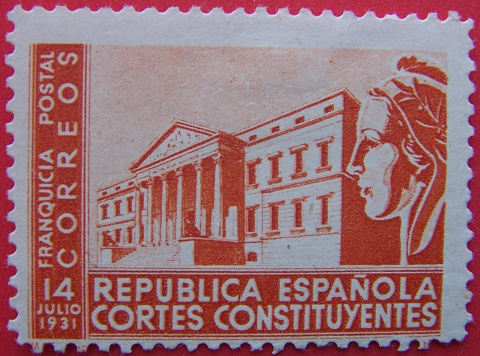 FRANQUICIA POSTAL
CORREOS
14
JULIO
1931
REPUBLICA ESPAÑOLA
CORTES CONSTITUYENTES